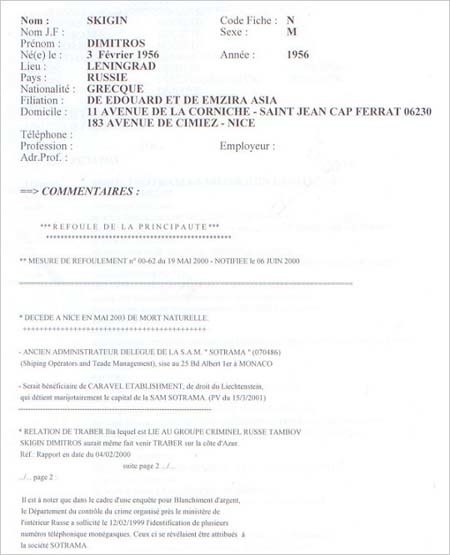 Nom : SKIGIN Code Fiche : N
Nom J.F : Sexe : M
Prénom : DIMITROS
Né(e) le : 3 Février 1956 Année : 1956
Lieu : LENINGRAD
Pays : RUSSIE
Nationalité : GRECQUE
Filiation : DE EDOUARD ET DE EMZIRA ASIA
Domicile : 11 AVENUE DE LA CORNICHE - SAINT JEAN CAP FERRAT 06230
183 AVENUE DE CIMIEZ - NICE
Téléphone :
Profession : Employeur :
Adr.Prof. :
==> COMMENTAIRES :
*** R E F O U L E D E L A P R I N C I P A U T E ***
**************************************************
** MESURE DE REFOULEMENT n° 00-62 du 19 MAI 2000 - NOTIFIEE le 06 JUIN 2000
================================================================================
* DECEDE A NICE EN MAI 2003 DE MORT NATURELLE.
++++++++++++++++++++++++++++++++++++++++++
- ANCIEN ADMINISTRATEUR DELEGUE DE LA S.A.M. " SOTRAMA " (070486)
(Shiping Opérators and Teade Management), sise au 25 Bd Albert 1er à MONACO
- Serait bénéficiaire de CARAVEL ETABLISHMENT, de droit du Liechtenstein,
qui détient marijotairement le capital de la SAM SOTRAMA. (PV du 15/3/2001)
------------------------------------------------------------
* RELATION DE TRABER Ilia lequel est LIE AU GROUPE CRIMINEL RUSSE TAMBOV
SKIGIN DIMITROS aurait même fait venir TRABER sur la côte d'Azur.
Réf. Rapport en date du 04/02/2000
suite page 2 .../...
.../... page 2 :
Il est à noter que dans le cadre d'une enquête pour Blanchiment d'argent,
le Département du contrôle du crime organisé près le ministère de
l'intérieur Russe a sollicité le 12/02/1999 l'identification de plusieurs
numéros téléphonique monégasques. Ceux ci se révélaient être attribués à
la société SOTRAMA.